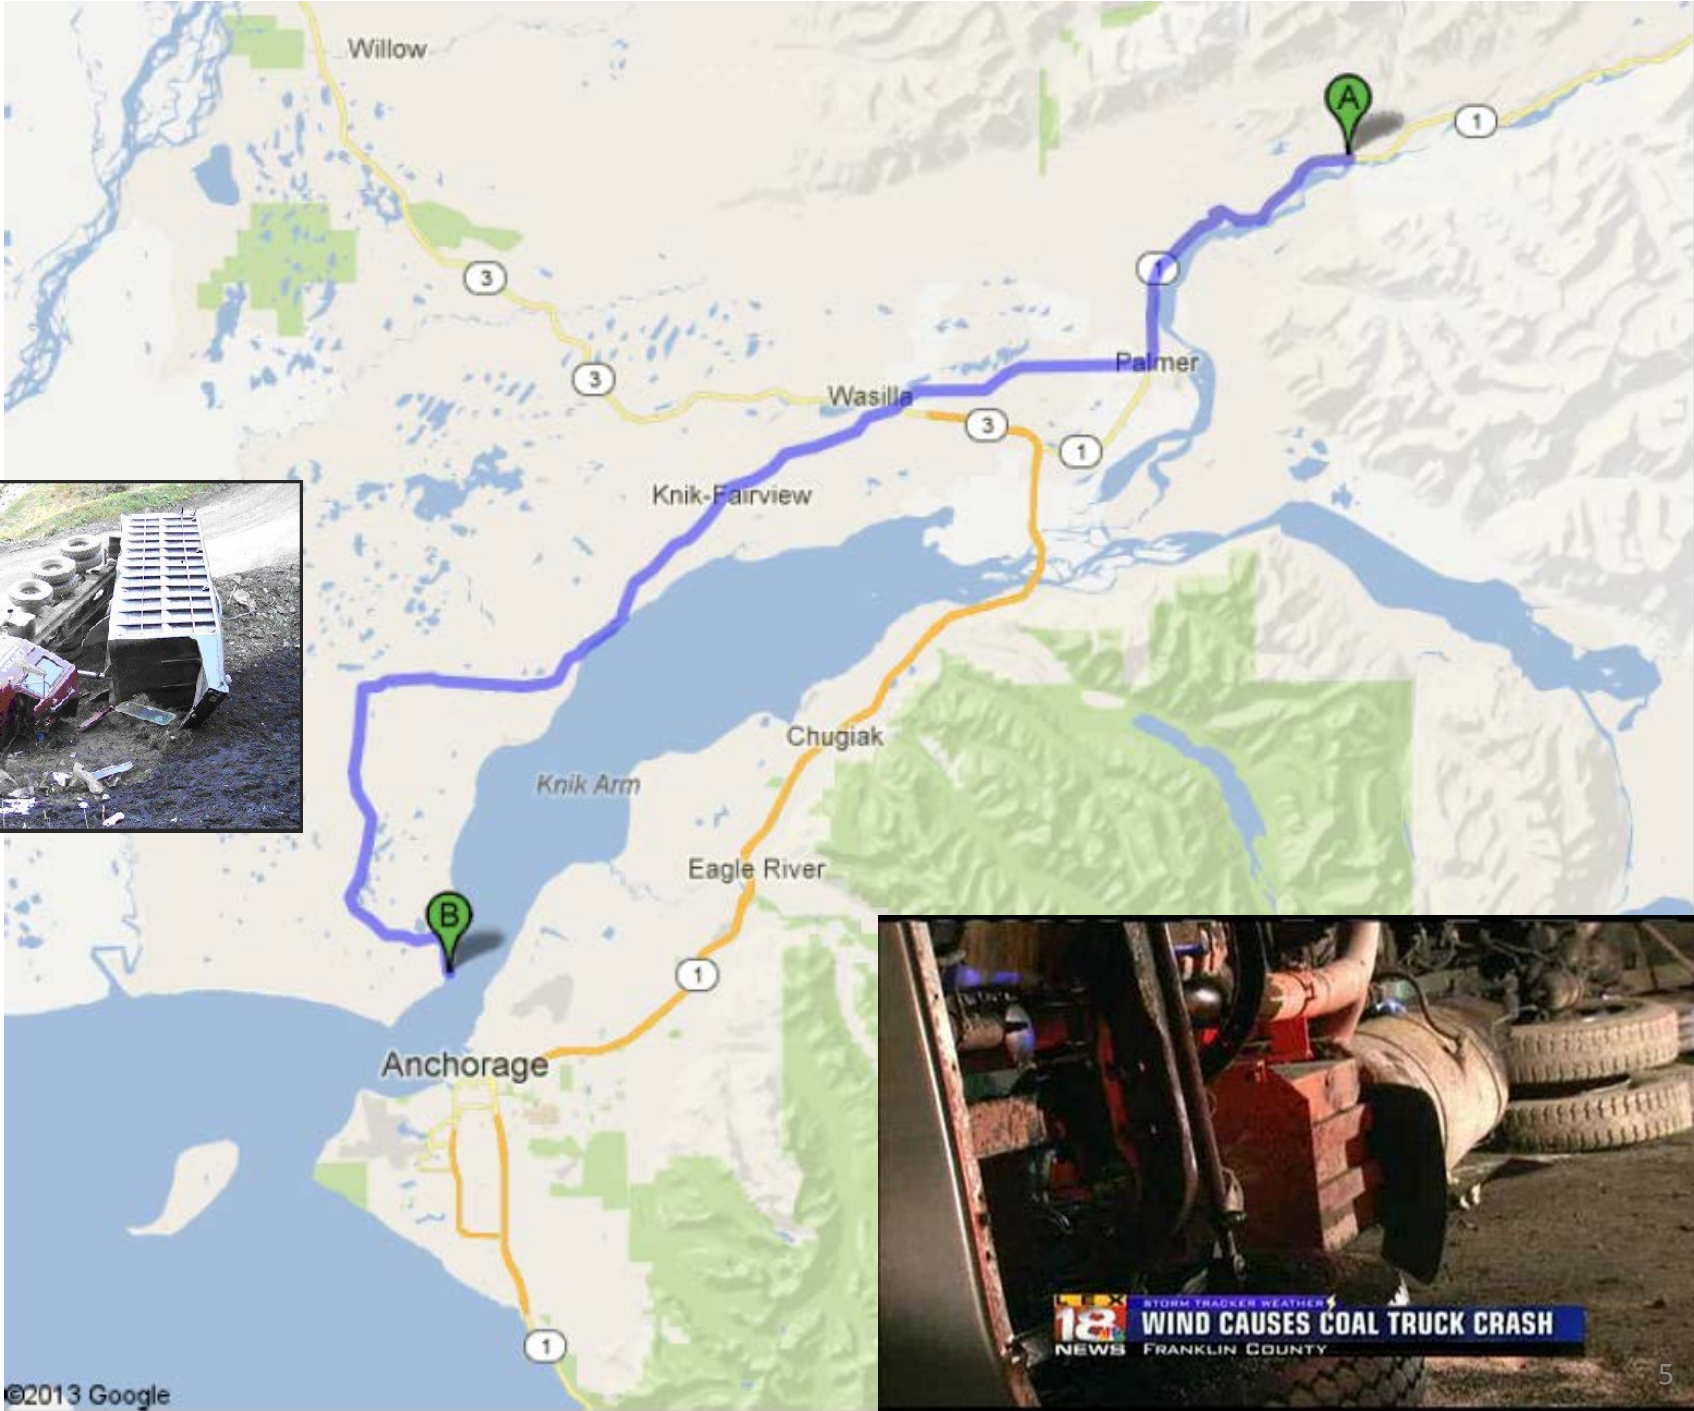 Willow
A
1
3
1
3
Palmer
Wasilla
3
1
Knik-Fairview
Chugiak
Knik Arm
Eagle River
B
1
Anchorage
1
©2013 Google
LEX
18
NEWS
STORM TRACKER WEATHER
WIND CAUSES COAL TRUCK CRASH
FRANKLIN COUNTY
5